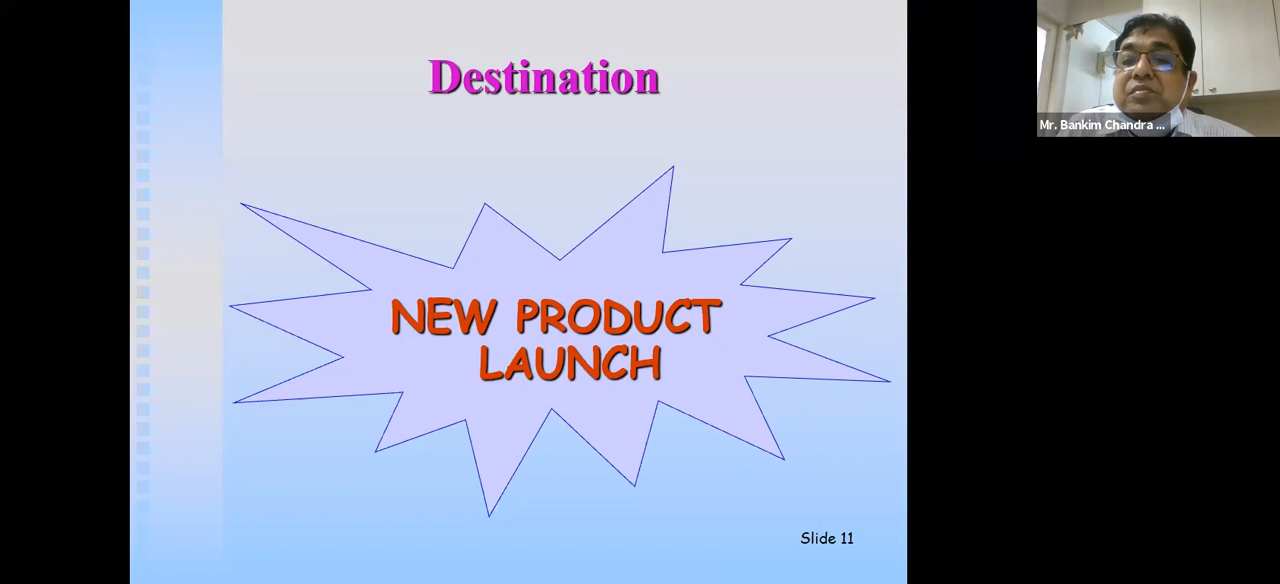 Destination
Mr. Bankim Chandra ...
NEW PRODUCT
LAUNCH
Slide 11